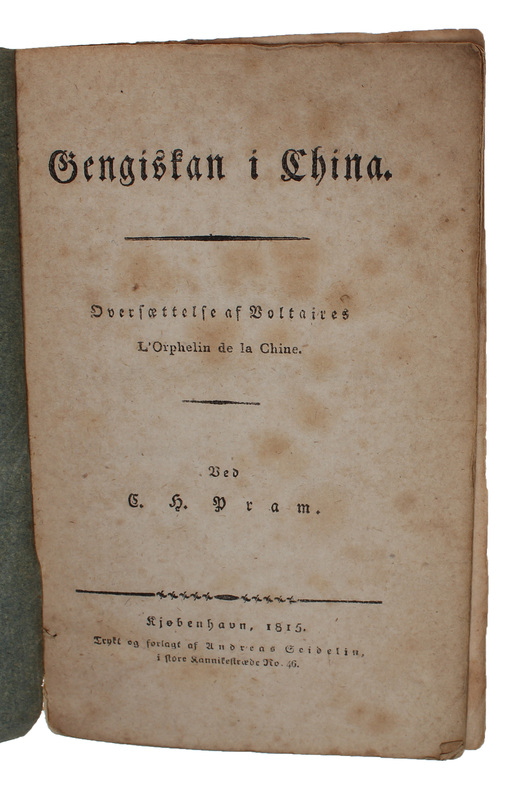 Gengiskan i China.
Oversættelse af Voltaires
L'Orphelin de la Chine.
Ved
C. H. Pram.
Kjøbenhavn, 1815.
Trykt og forlagt af Andreas Seidelin,
i store Kannikestræde No. 46.